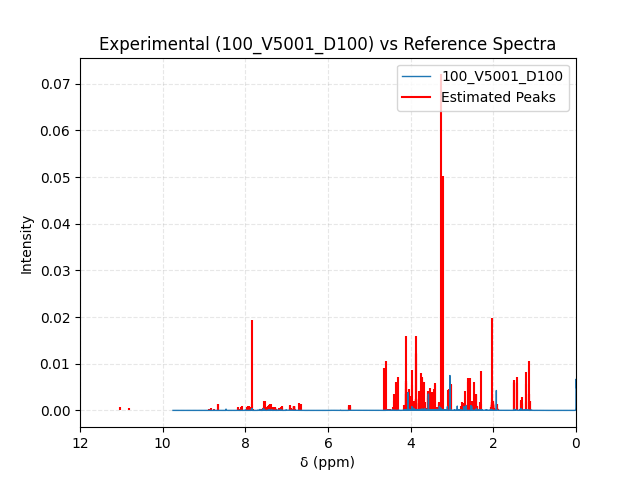 Experimental (100_V5001_D100) vs Reference Spectra
100_V5001_D100
Estimated Peaks
0.07
0.06
0.05
0.04
0.03
0.02
0.01
0.00
Intensity
12 10 8 6 4 2 0
δ (ppm)